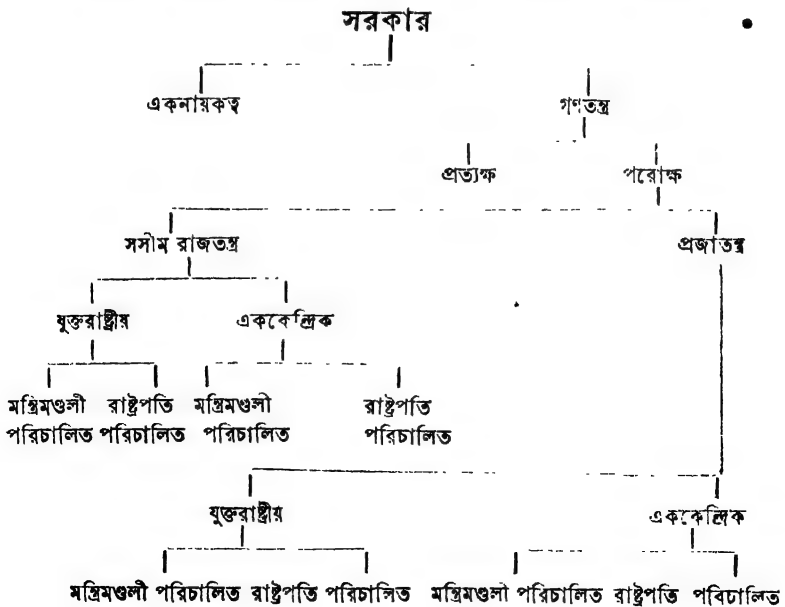 সরকার
একনায়কত্ব গণতন্ত্র
প্রত্যক্ষ পরোক্ষ
সসীম রাজতন্ত্র প্রজাতন্ত্র
যুক্তরাষ্ট্রীয় এককেন্দ্রিক
মন্ত্রিমণ্ডলী রাষ্ট্রপতি মন্ত্রিমণ্ডলী রাষ্ট্রপতি
পরিচালিত পরিচালিত পরিচালিত পরিচালিত
যুক্তরাষ্ট্রীয় এককেন্দ্রিক
মন্ত্রিমণ্ডলী পরিচালিত রাষ্ট্রপতি পরিচালিত মন্ত্রিমণ্ডলী পরিচালিত রাষ্ট্রপতি পবিচালিত